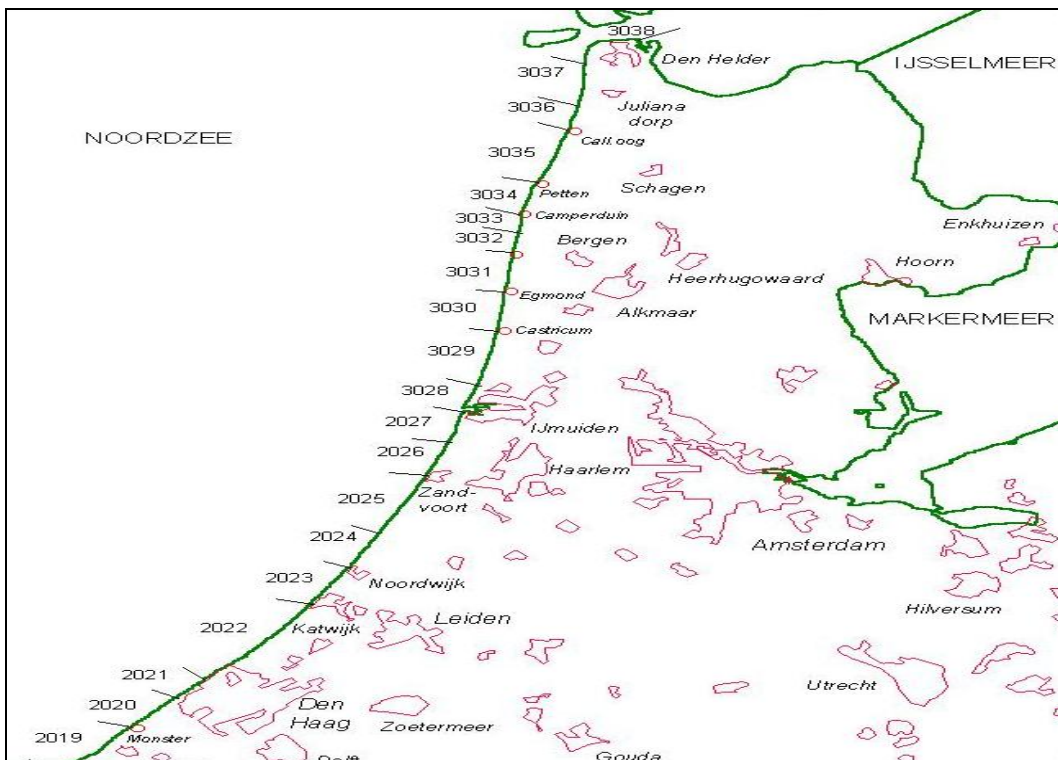 3038
Den Helder
3037
IJSSELMEER
Juliana
dorp
3036
NOORDZEE
Call.oog
3035
Schagen
3034
Petten
Camperduin
3033
3032
Bergen
Enkhuizen
Hoorn
3031
Heerhugowaard
Egmond
3030
Alkmaar
MARKERMEER
Castricum
3029
3028
2027
IJmuiden
2026
Haarlem
2025
Zand-
voort
2024
Amsterdam
2023
Noordwijk
Hilversum
Leiden
Katwijk
2022
2021
Utrecht
Den
Haag
2020
Zoetermeer
2019
Monster
Gouda